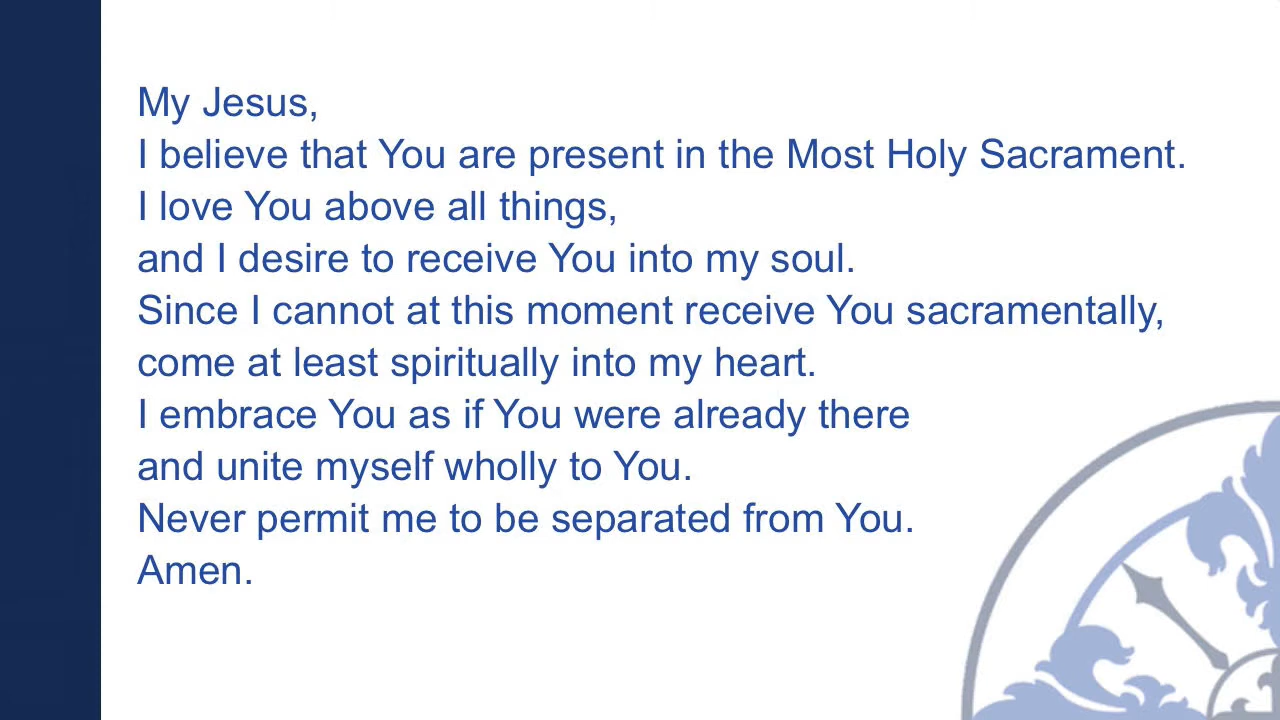 My Jesus,
I believe that You are present in the Most Holy Sacrament.
I love You above all things,
and I desire to receive You into my soul.
Since I cannot at this moment receive You sacramentally,
come at least spiritually into my heart.
I embrace You as if You were already there
and unite myself wholly to You.
Never permit me to be separated from You.
Amen.